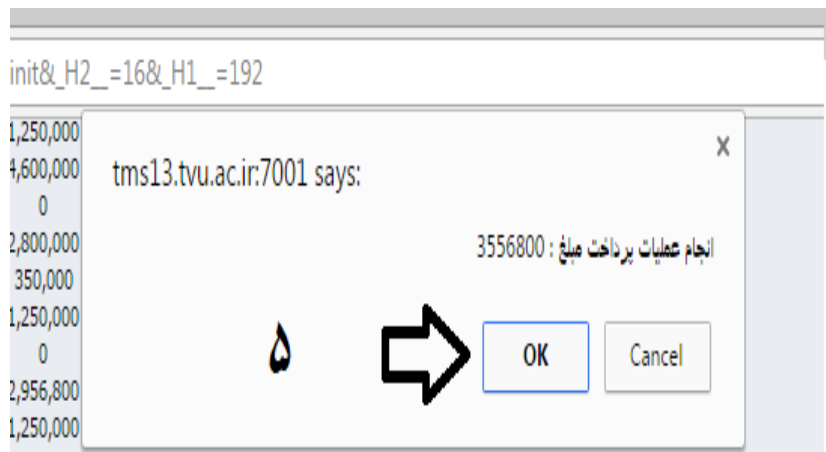 init&_H2__=16&_H1__=192
1,250,000
4,600,000
0
2,800,000
350,000
1,250,000
0
2,956,800
1,250,000
x
tms13.tvu.ac.ir:7001 says:
انجام عملیات پرداخت مبلغ : 3556800
۵
OK
Cancel